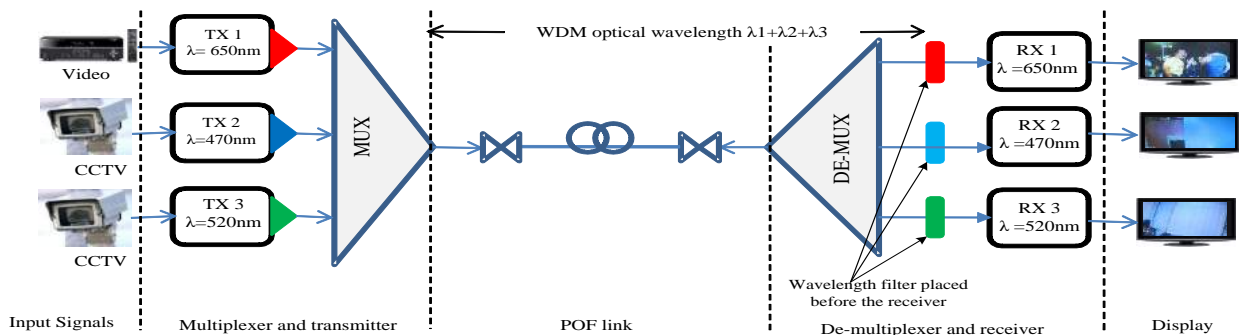 WDM optical wavelength λ1+λ2+λ3
Video
CCTV
CCTV
TX 1
λ= 650nm
TX 2
λ=470nm
TX 3
λ=520nm
MUX
DE-MUX
RX 1
λ =650nm
RX 2
λ=470nm
RX 3
λ=520nm
Wavelength filter placed
before the receiver
Input Signals
Multiplexer and transmitter
POF link
De-multiplexer and receiver
Display